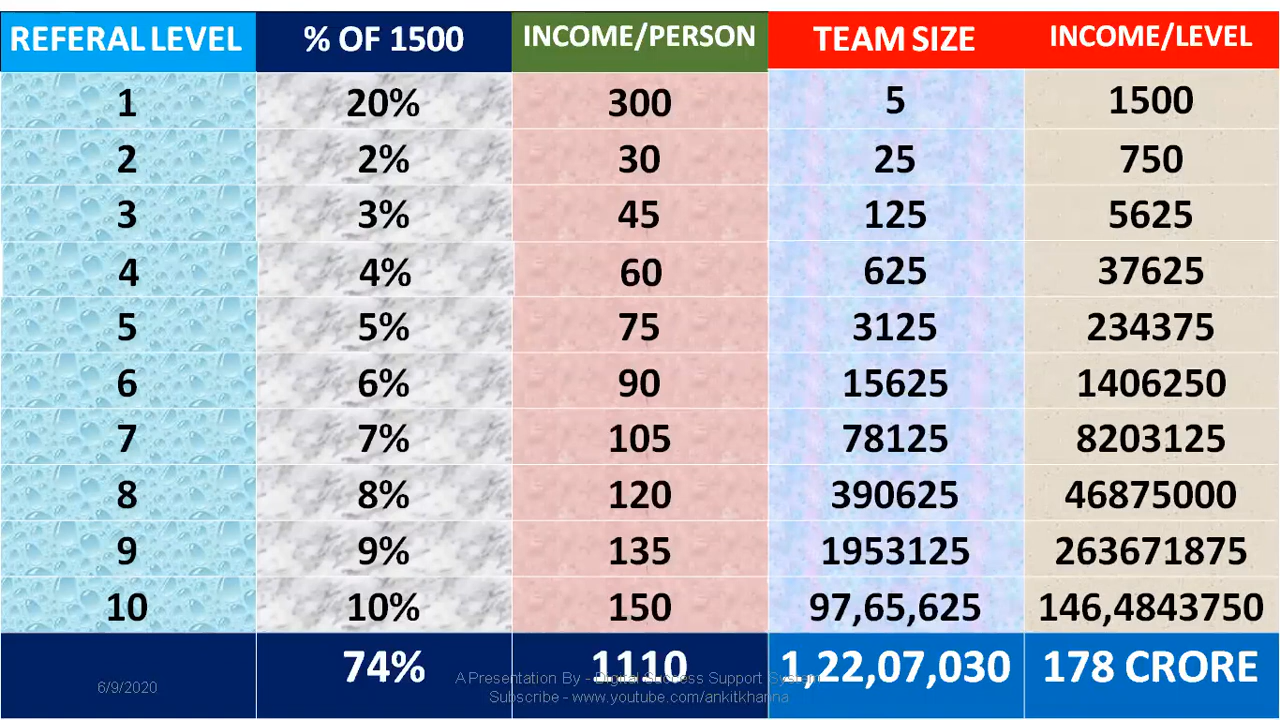 REFERAL LEVEL % OF 1500 INCOME/PERSON TEAM SIZE INCOME/LEVEL
1 20% 300 5 1500
2 2% 30 25 750
3 3% 45 125 5625
4 4% 60 625 37625
5 5% 75 3125 234375
6 6% 90 15625 1406250
7 7% 105 78125 8203125
8 8% 120 390625 46875000
9 9% 135 1953125 263671875
10 10% 150 97,65,625 146,4843750
74% 1110 1,22,07,030 178 CRORE
6/9/2020 A Presentation By - Digital Success Support System
Subscribe - www.youtube.com/ankitkhanna